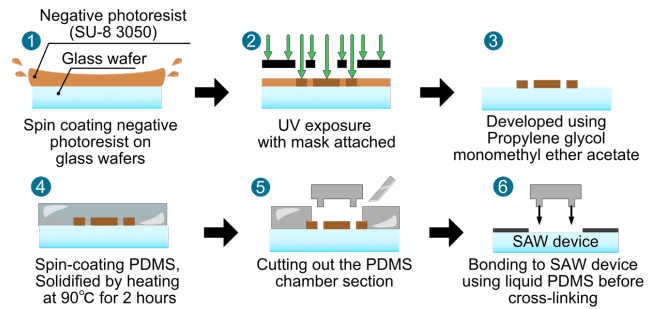 1
Negative photoresist
(SU-8 3050)
Glass wafer
Spin coating negative
photoresist on
glass wafers
2
UV exposure
with mask attached
3
Developed using
Propylene glycol
monomethyl ether acetate
4
Spin-coating PDMS,
Solidified by heating
at 90℃ for 2 hours
5
Cutting out the PDMS
chamber section
6
SAW device
Bonding to SAW device
using liquid PDMS before
cross-linking